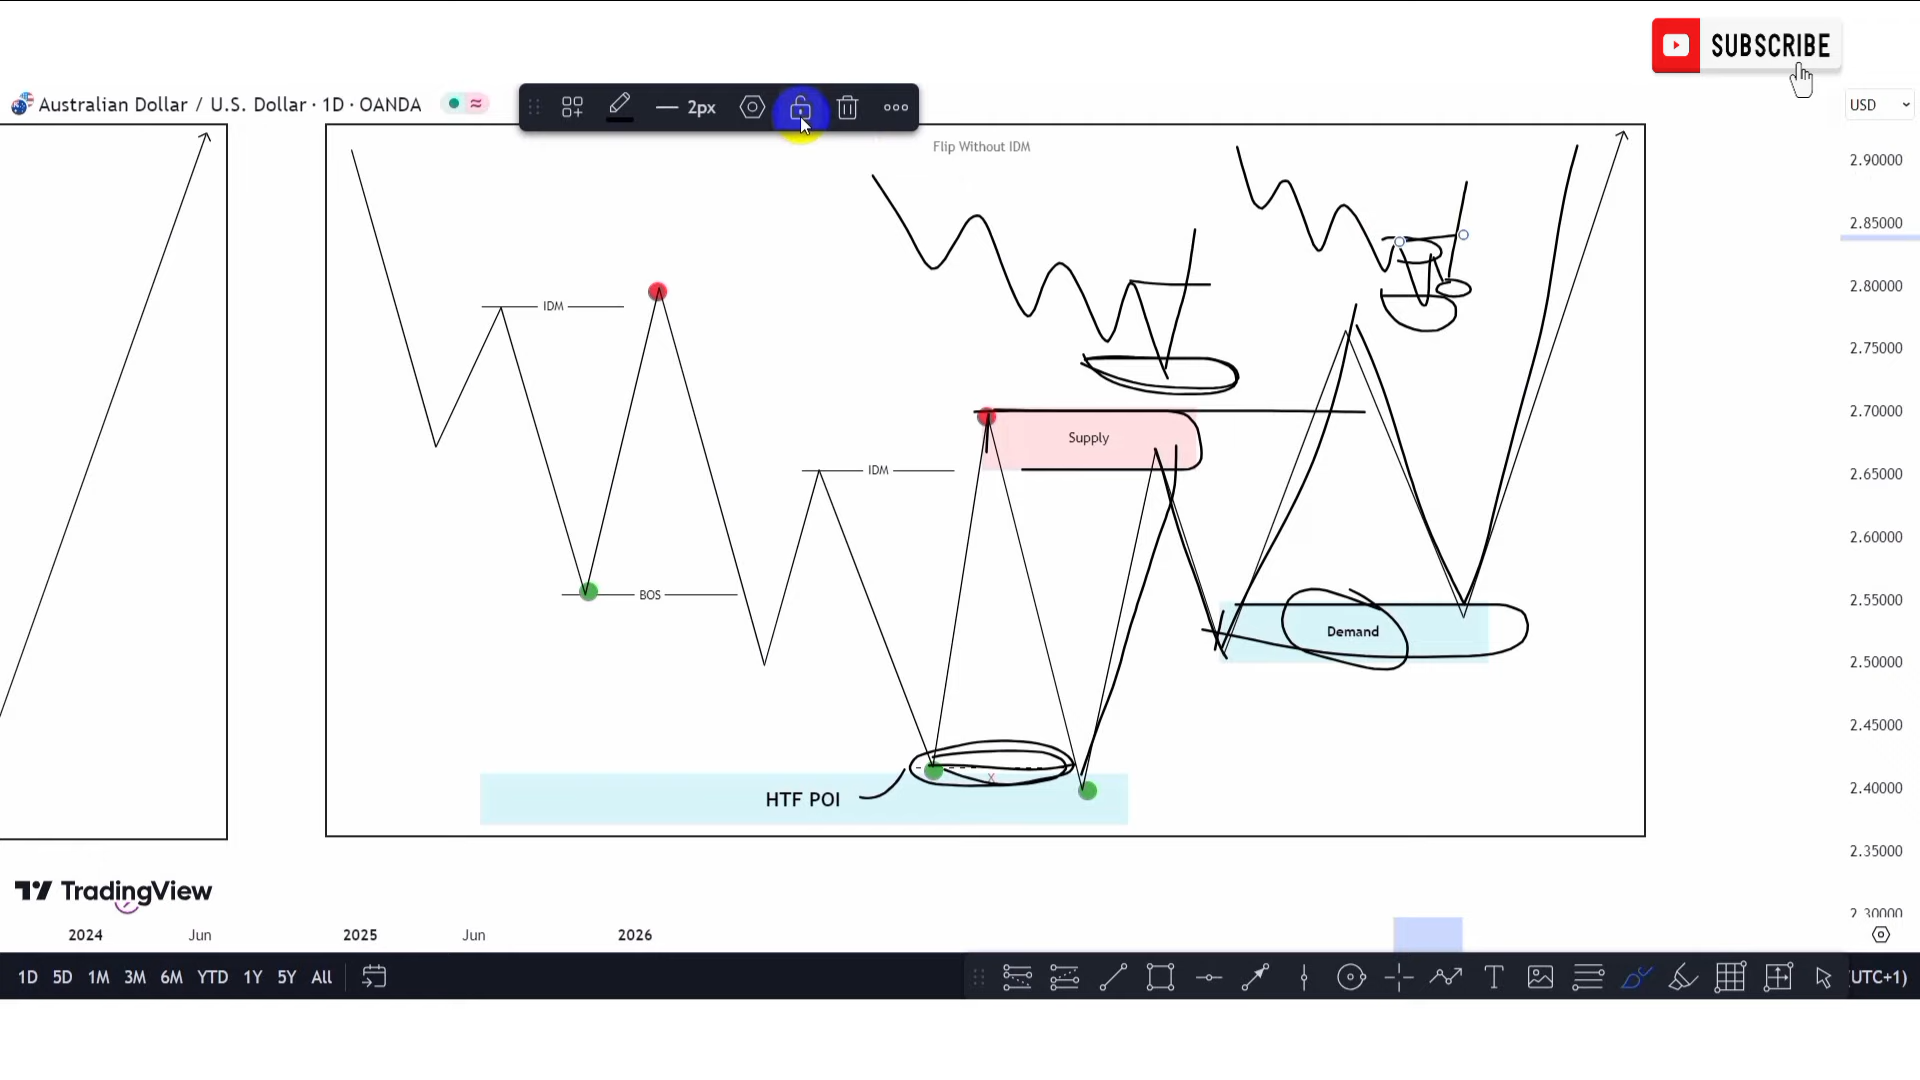 SUBSCRIBE
Australian Dollar / U.S. Dollar · 1D · OANDA
2px
USD
Flip Without IDM
2.90000
2.85000
2.80000
2.75000
2.70000
2.65000
2.60000
2.55000
2.50000
2.45000
2.40000
2.35000
2.30000
IDM
Supply
IDM
BOS
Demand
X
HTF POI
TradingView
2024 Jun 2025 Jun 2026
1D 5D 1M 3M 6M YTD 1Y 5Y All
UTC+1)